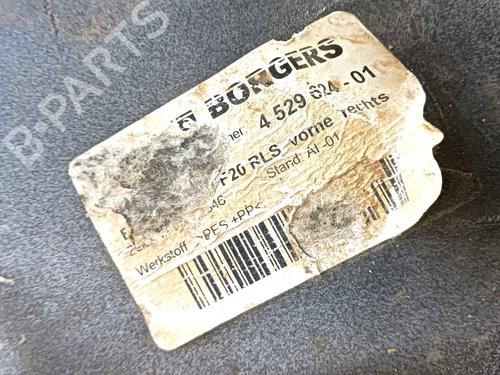 B-PARTS
BORGERS
4 529 624 - 01
F20 RLS vorne rechts
Stand: AI -01
Werkstoff >PES +PP<